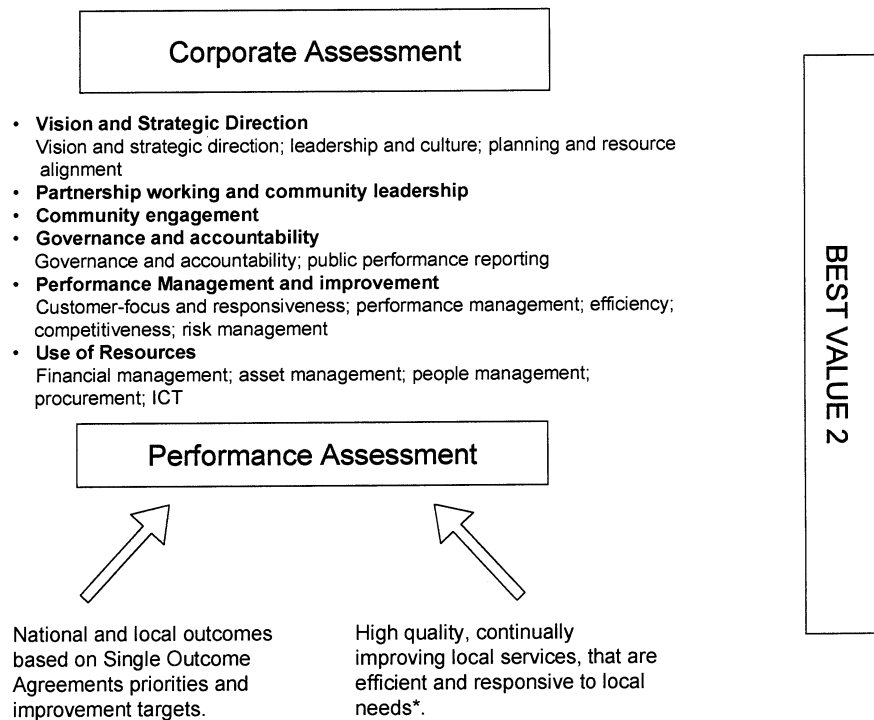 Corporate Assessment
• Vision and Strategic Direction
Vision and strategic direction; leadership and culture; planning and resource
alignment
• Partnership working and community leadership
• Community engagement
• Governance and accountability
Governance and accountability; public performance reporting
• Performance Management and improvement
Customer-focus and responsiveness; performance management; efficiency;
competitiveness; risk management
• Use of Resources
Financial management; asset management; people management;
procurement; ICT
Performance Assessment
National and local outcomes
based on Single Outcome
Agreements priorities and
improvement targets.
High quality, continually
improving local services, that are
efficient and responsive to local
needs*.
BEST VALUE 2